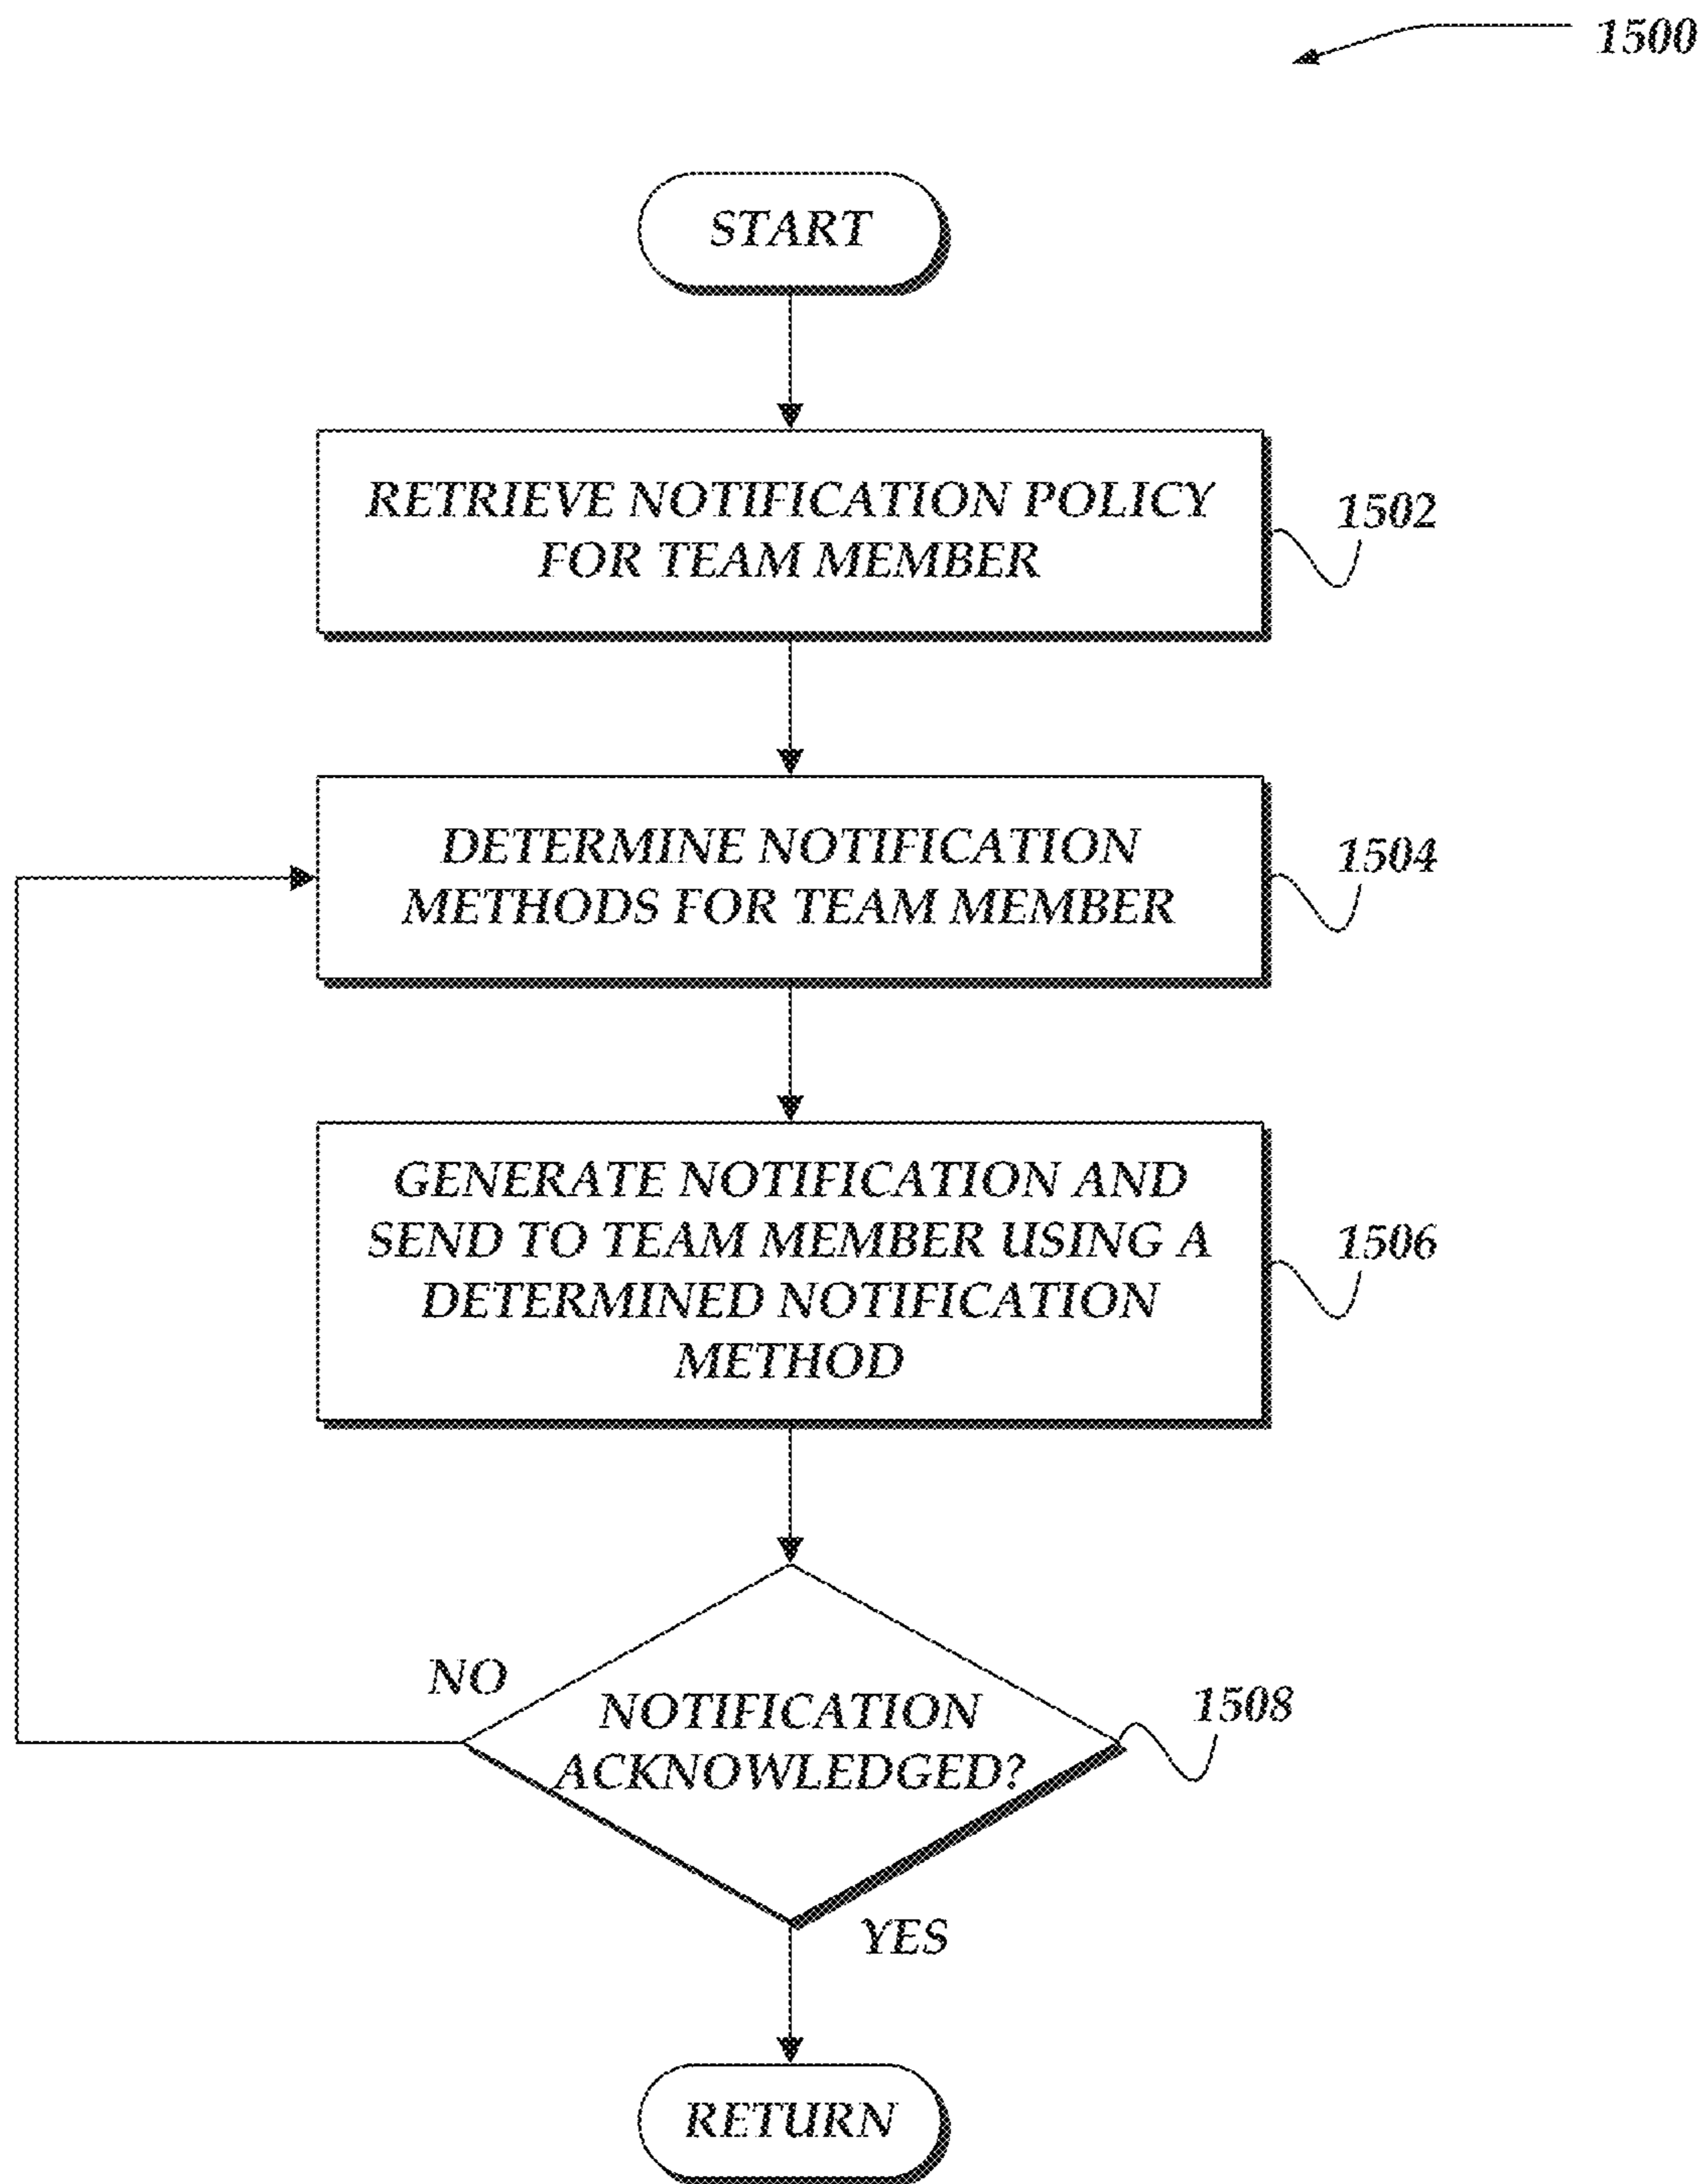 1500
START
RETRIEVE NOTIFICATION POLICY
FOR TEAM MEMBER
1502
DETERMINE NOTIFICATION
METHODS FOR TEAM MEMBER
1504
GENERATE NOTIFICATION AND
SEND TO TEAM MEMBER USING A
DETERMINED NOTIFICATION
METHOD
1506
NO
NOTIFICATION
ACKNOWLEDGED?
1508
YES
RETURN